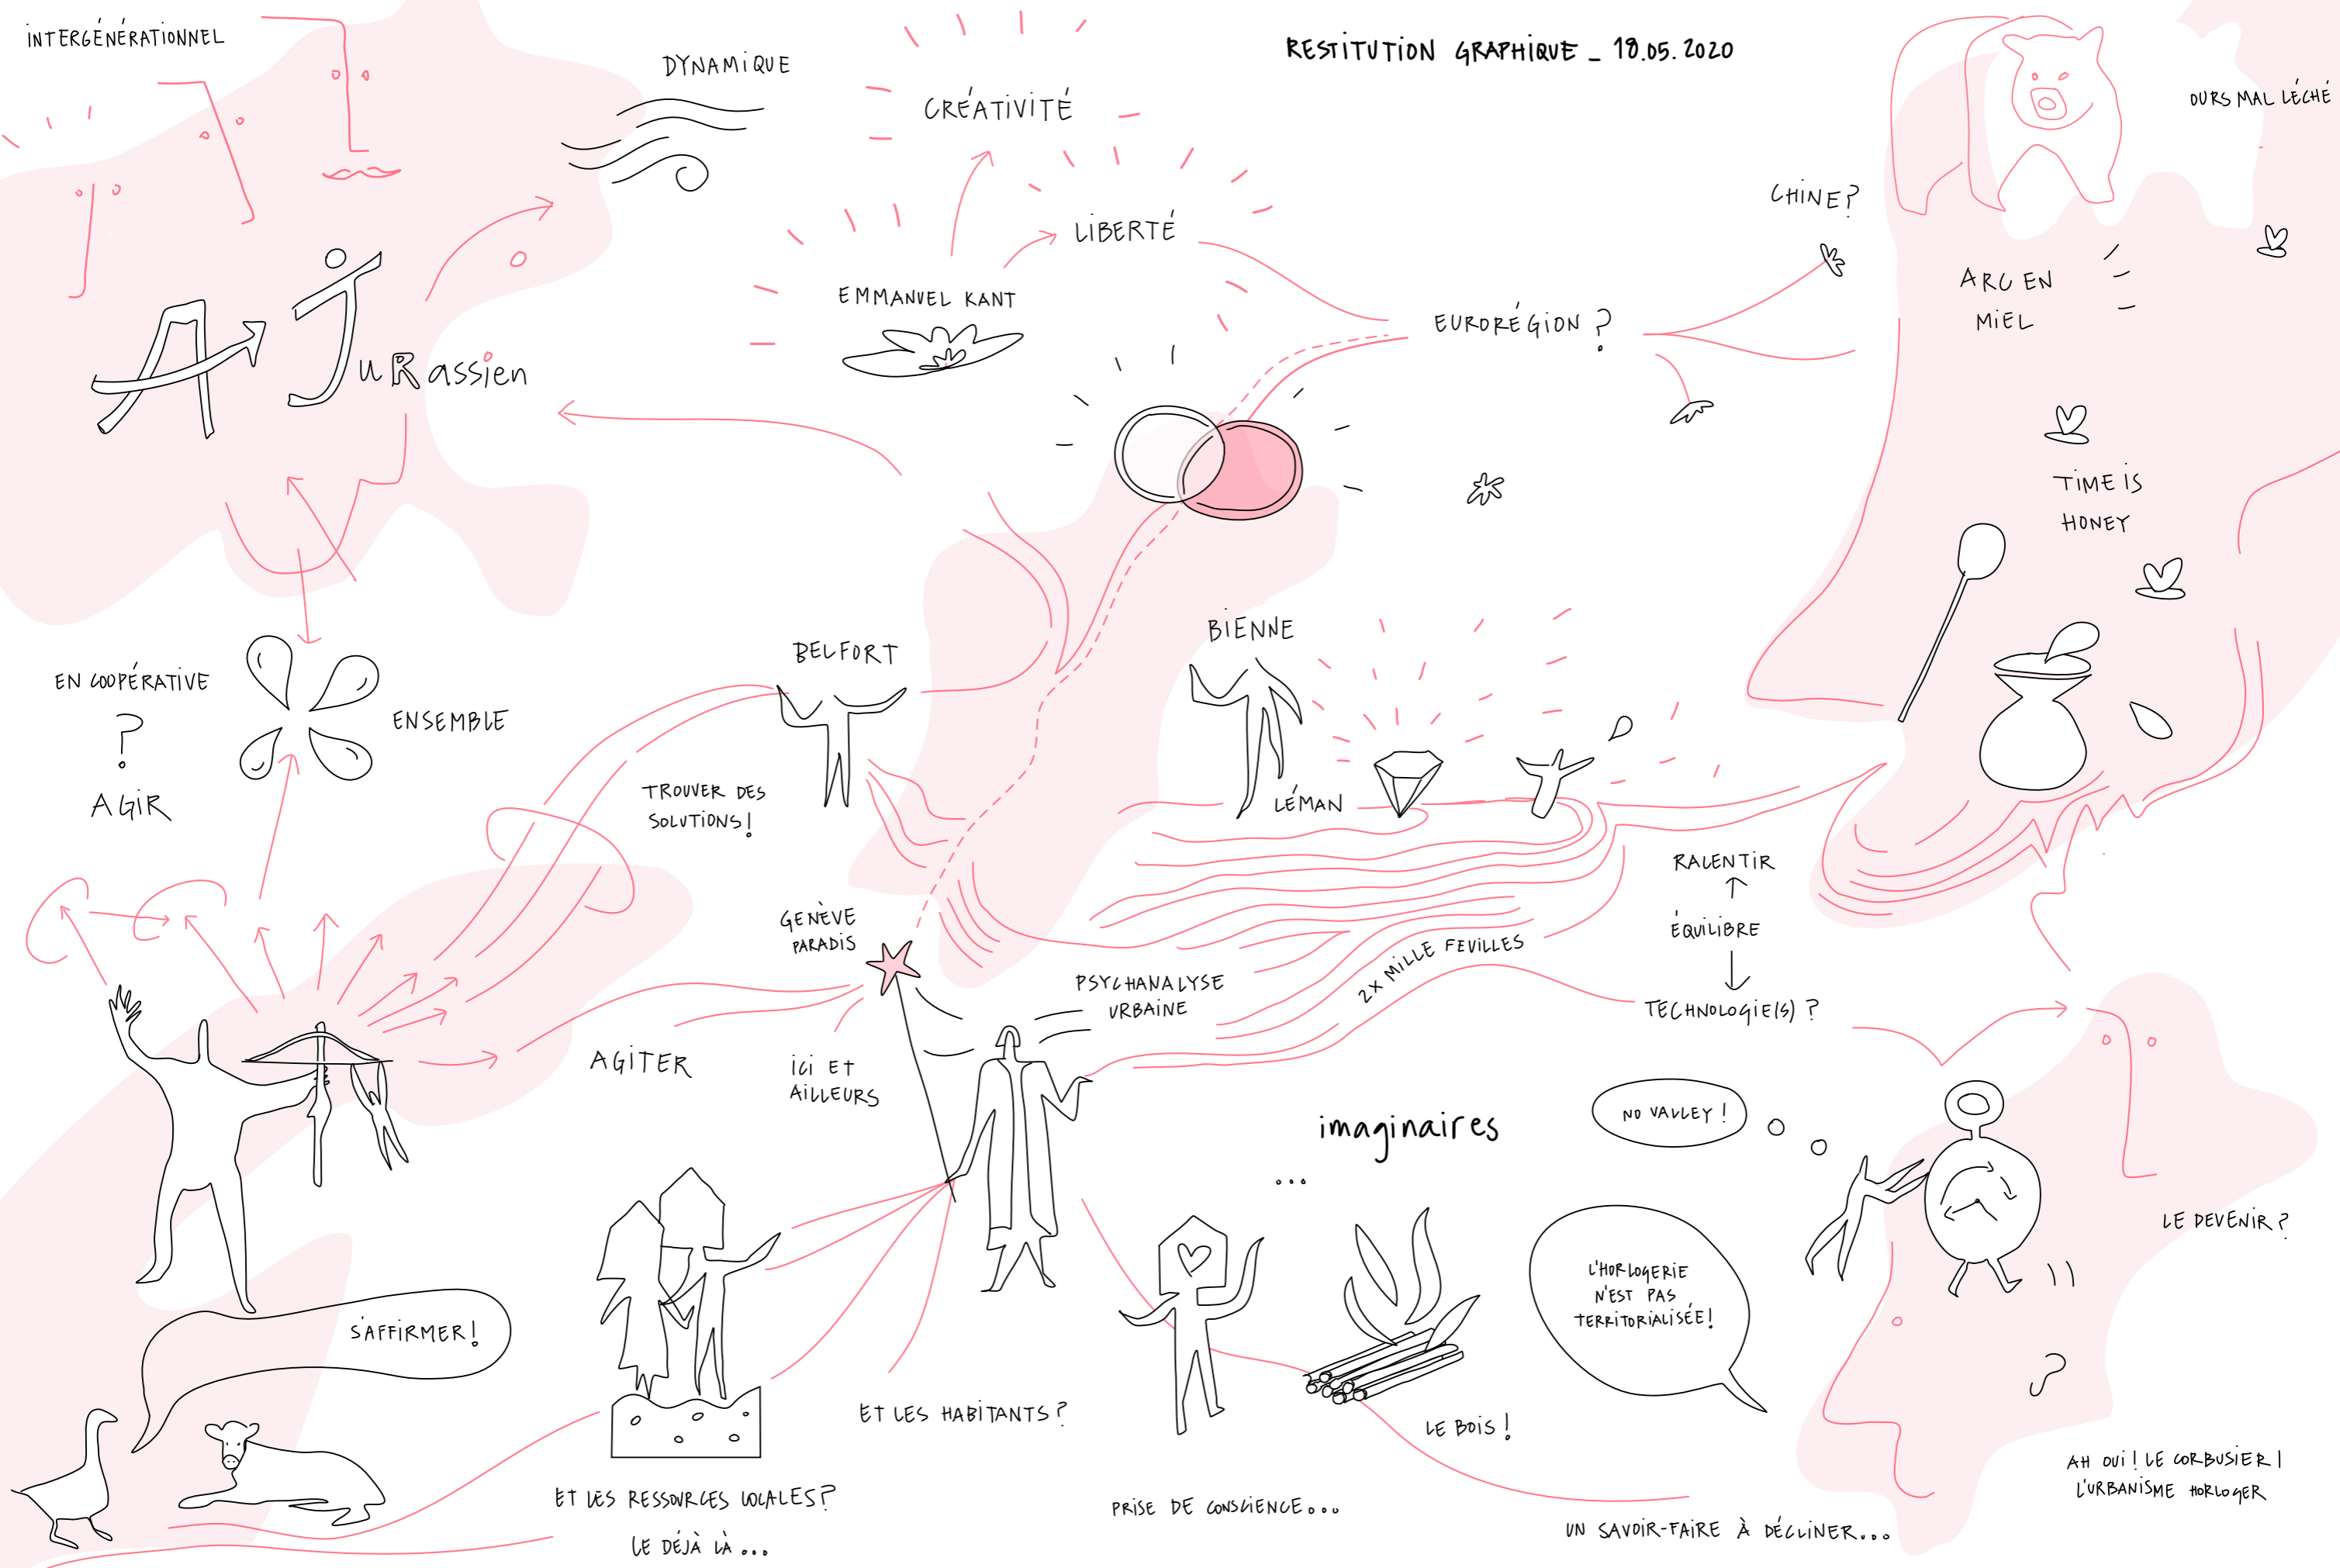 INTERGÉNÉRATIONNEL
DYNAMIQUE
CRÉATIVITÉ
RESTITUTION GRAPHIQUE _ 18.05.2020
OURS MAL LÉCHÉ
CHINE?
LIBERTÉ
EMMANUEL KANT
EURORÉGION ?
ARC EN
MIEL
A JURassien
TIME IS
HONEY
EN COOPÉRATIVE
?
AGIR
ENSEMBLE
BELFORT
BIENNE
TROUVER DES
SOLUTIONS!
LÉMAN
RALENTIR
ÉQUILIBRE
TECHNOLOGIE(S) ?
GENÈVE
PARADIS
PSYCHANALYSE
URBAINE
2X MILLE FEUILLES
AGITER
ICI ET
AILLEURS
imaginaires
...
NO VALLEY !
LE DEVENIR ?
L'HORLOGERIE
N'EST PAS
TERRITORIALISÉE!
S'AFFIRMER!
ET LES HABITANTS?
LE BOIS!
ET LES RESSOURCES LOCALES?
LE DÉJÀ LÀ...
PRISE DE CONSCIENCE...
UN SAVOIR-FAIRE À DÉCLINER...
?
AH OUI! LE CORBUSIER!
L'URBANISME HORLOGER